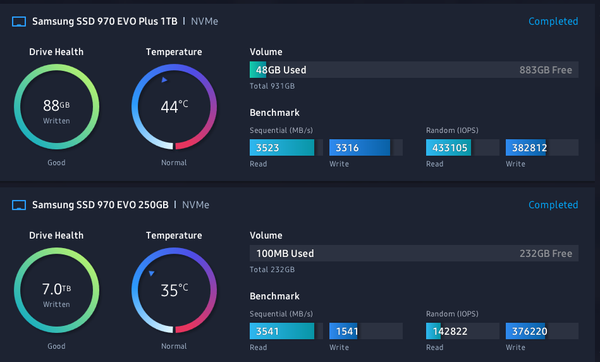 Samsung SSD 970 EVO Plus 1TB | NVMe Completed
Drive Health Temperature Volume
48GB Used 883GB Free
Total 931GB
88GB 44°C
Written
Benchmark
Sequential (MB/s) Random (IOPS)
3523 3316 433105 382812
Good Normal Read Write Read Write
Samsung SSD 970 EVO 250GB | NVMe Completed
Drive Health Temperature Volume
100MB Used 232GB Free
Total 232GB
7.0TB 35°C
Written
Benchmark
Sequential (MB/s) Random (IOPS)
3541 1541 142822 376220
Good Normal Read Write Read Write